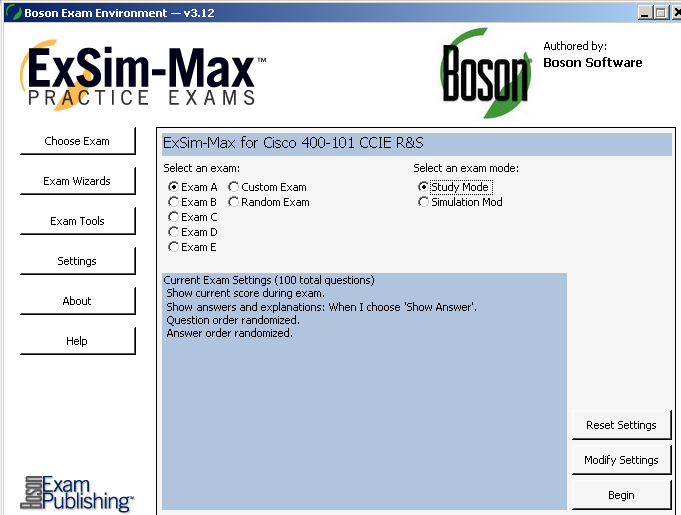 Boson Exam Environment — v3.12
ExSim-Max™
PRACTICE EXAMS
Boson
Authored by:
Boson Software
Choose Exam
Exam Wizards
Exam Tools
Settings
About
Help
ExSim-Max for Cisco 400-101 CCIE R&S
Select an exam:
Select an exam mode:
Exam A Custom Exam Study Mode
Exam B Random Exam Simulation Mod
Exam C
Exam D
Exam E
Current Exam Settings (100 total questions)
Show current score during exam.
Show answers and explanations: When I choose 'Show Answer'.
Question order randomized.
Answer order randomized.
Reset Settings
Modify Settings
Begin
Boson Exam
Publishing™